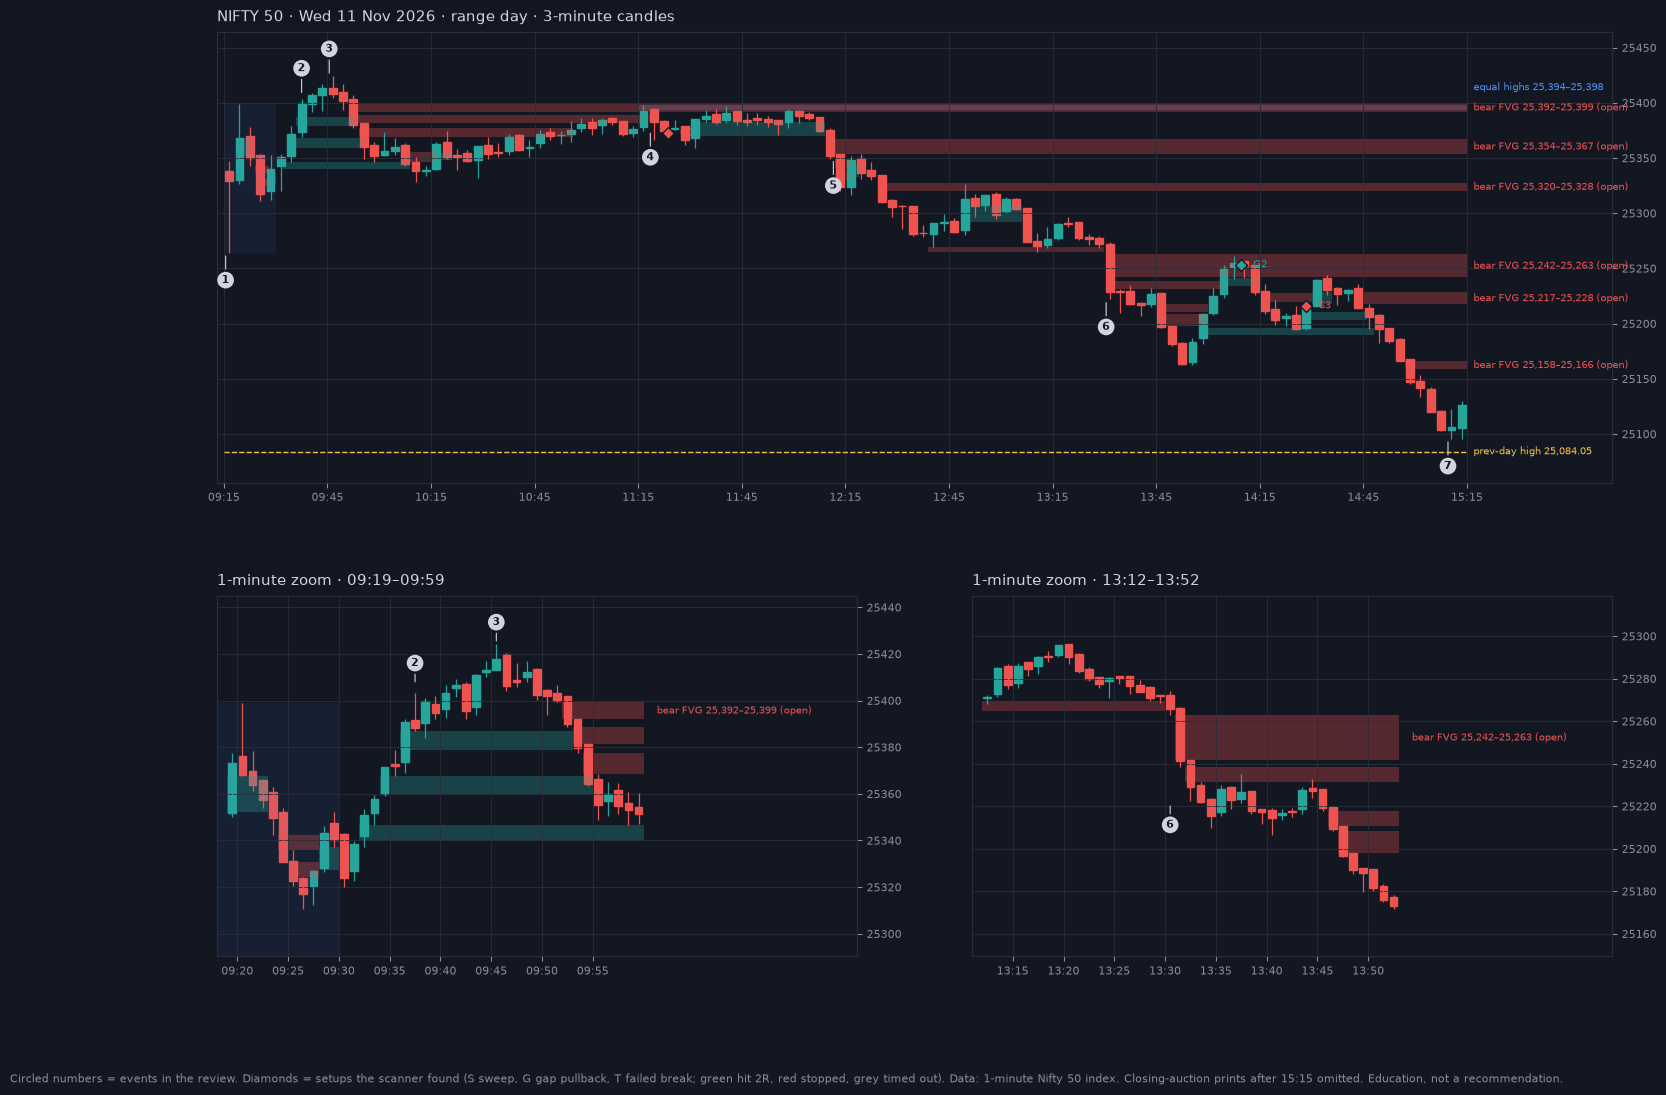 NIFTY 50 · Wed 11 Nov 2026 · range day · 3-minute candles
3
2
1
4
5
6
7
G2
S3
equal highs 25,394–25,398
bear FVG 25,392–25,399 (open)
bear FVG 25,354–25,367 (open)
bear FVG 25,320–25,328 (open)
bear FVG 25,242–25,263 (open)
bear FVG 25,217–25,228 (open)
bear FVG 25,158–25,166 (open)
prev-day high 25,084.05
25450
25400
25350
25300
25250
25200
25150
25100
09:15 09:45 10:15 10:45 11:15 11:45 12:15 12:45 13:15 13:45 14:15 14:45 15:15
1-minute zoom · 09:19–09:59
3
2
bear FVG 25,392–25,399 (open)
25440
25420
25400
25380
25360
25340
25320
25300
09:20 09:25 09:30 09:35 09:40 09:45 09:50 09:55
1-minute zoom · 13:12–13:52
6
bear FVG 25,242–25,263 (open)
25300
25280
25260
25240
25220
25200
25180
25160
13:15 13:20 13:25 13:30 13:35 13:40 13:45 13:50
Circled numbers = events in the review. Diamonds = setups the scanner found (S sweep, G gap pullback, T failed break; green hit 2R, red stopped, grey timed out). Data: 1-minute Nifty 50 index. Closing-auction prints after 15:15 omitted. Education, not a recommendation.